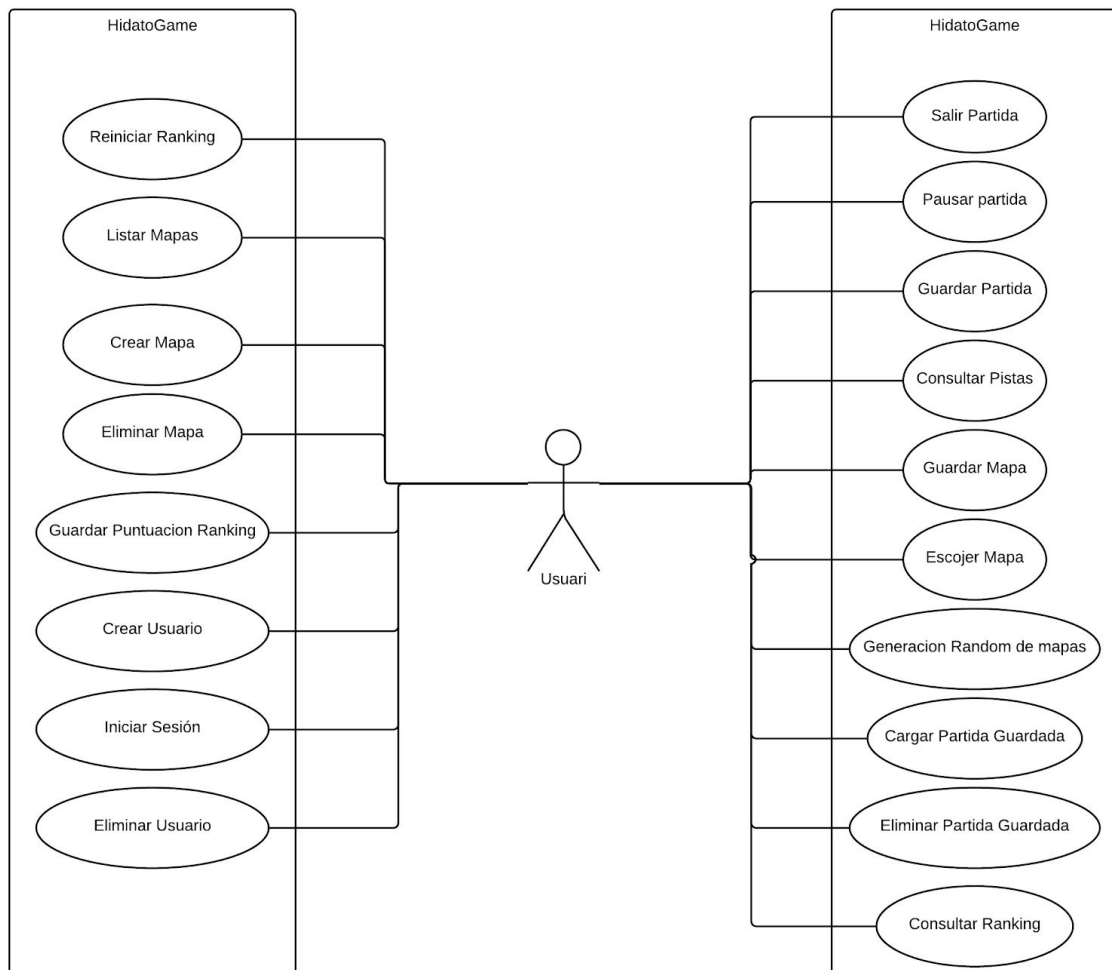 HidatoGame
Reiniciar Ranking
Listar Mapas
Crear Mapa
Eliminar Mapa
Guardar Puntuacion Ranking
Crear Usuario
Iniciar Sesión
Eliminar Usuario
Usuari
HidatoGame
Salir Partida
Pausar partida
Guardar Partida
Consultar Pistas
Guardar Mapa
Escojer Mapa
Generacion Random de mapas
Cargar Partida Guardada
Eliminar Partida Guardada
Consultar Ranking